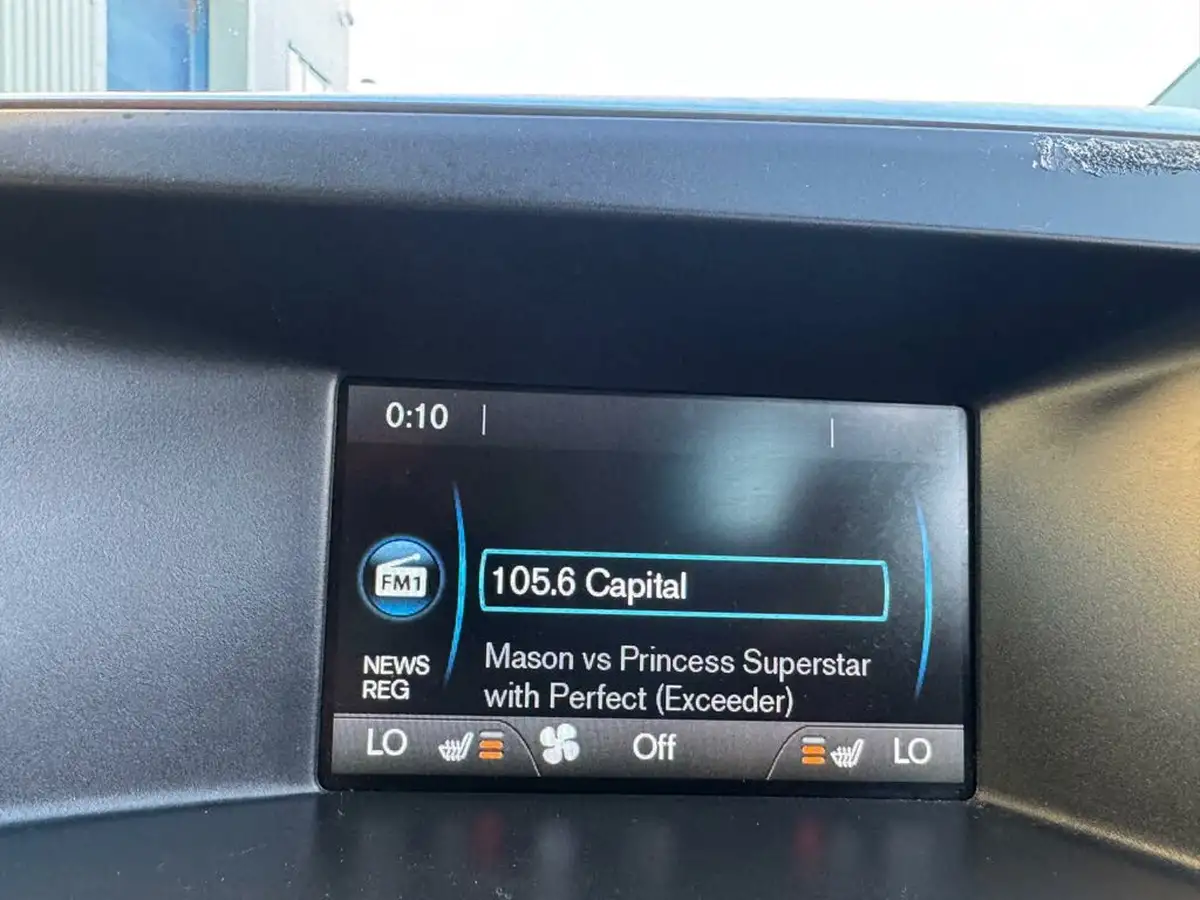 0:10
FM1
105.6 Capital
NEWS
REG
Mason vs Princess Superstar
with Perfect (Exceeder)
LO Off LO